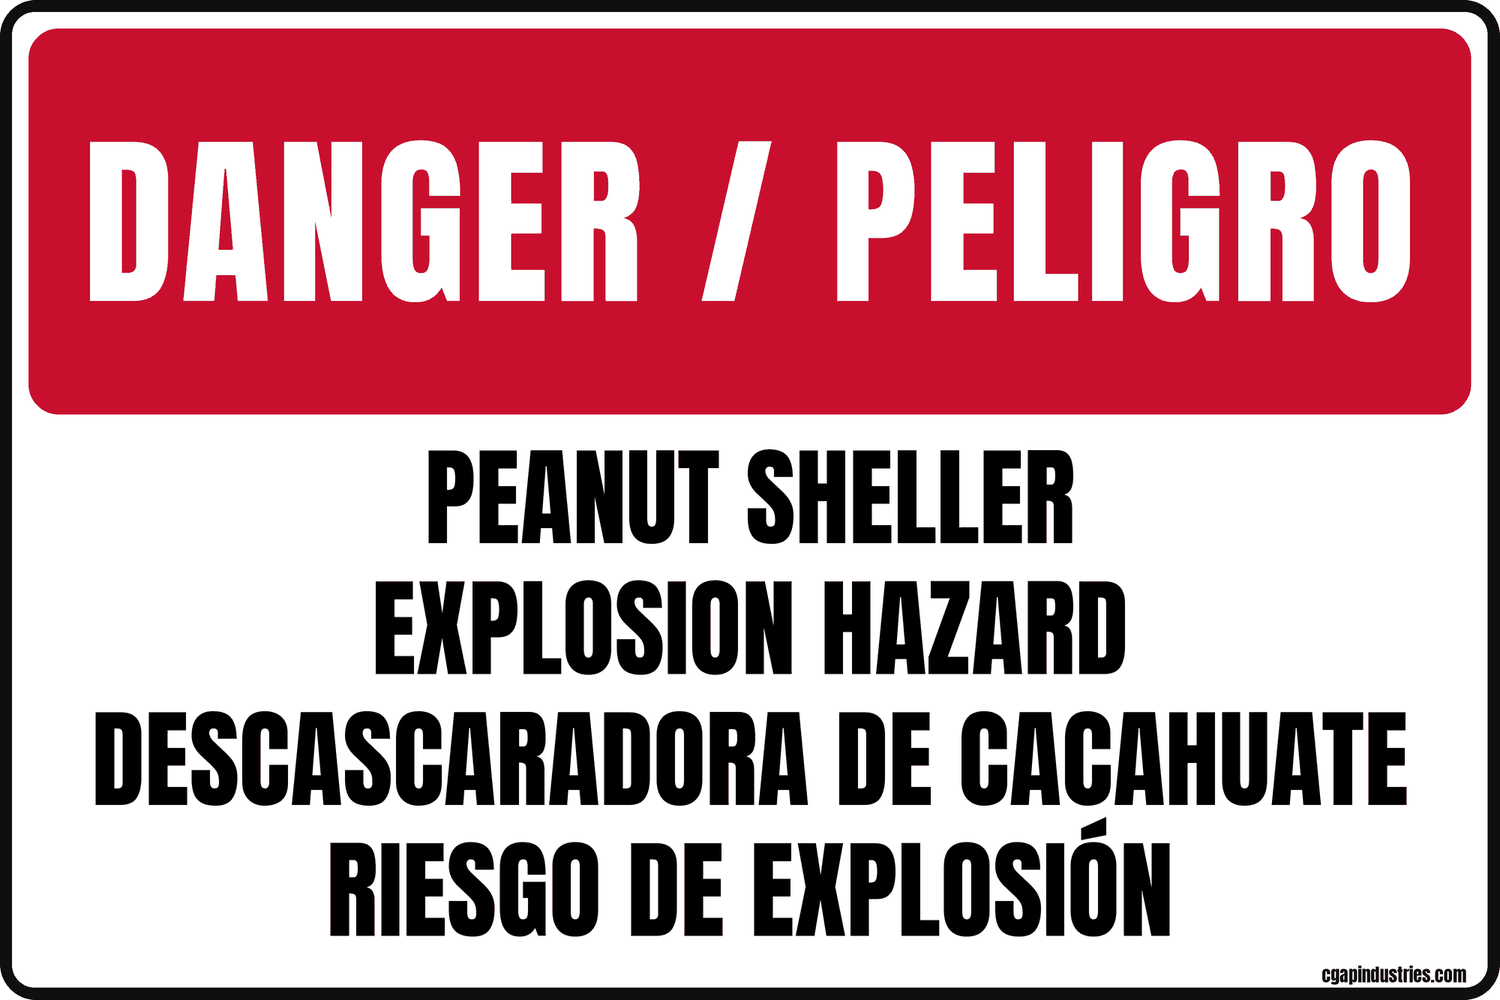 DANGER / PELIGRO
PEANUT SHELLER
EXPLOSION HAZARD
DESCASCARADORA DE CACAHUATE
RIESGO DE EXPLOSIÓN
cgapindustries.com